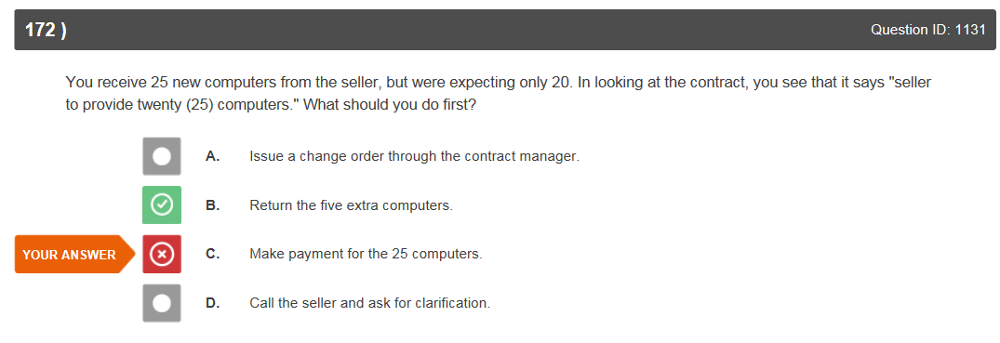 172 )
Question ID: 1131
You receive 25 new computers from the seller, but were expecting only 20. In looking at the contract, you see that it says "seller
to provide twenty (25) computers." What should you do first?
A. Issue a change order through the contract manager.
B. Return the five extra computers.
YOUR ANSWER C. Make payment for the 25 computers.
D. Call the seller and ask for clarification.